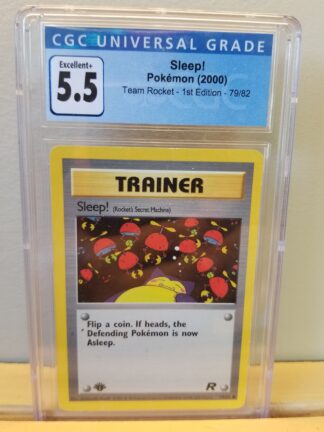 CGC UNIVERSAL GRADE
Excellent+
5.5
Sleep!
Pokémon (2000)
Team Rocket - 1st Edition - 79/82
TRAINER
Sleep! (Rocket's Secret Machine)
Flip a coin. If heads, the
Defending Pokémon is now
Asleep.
R